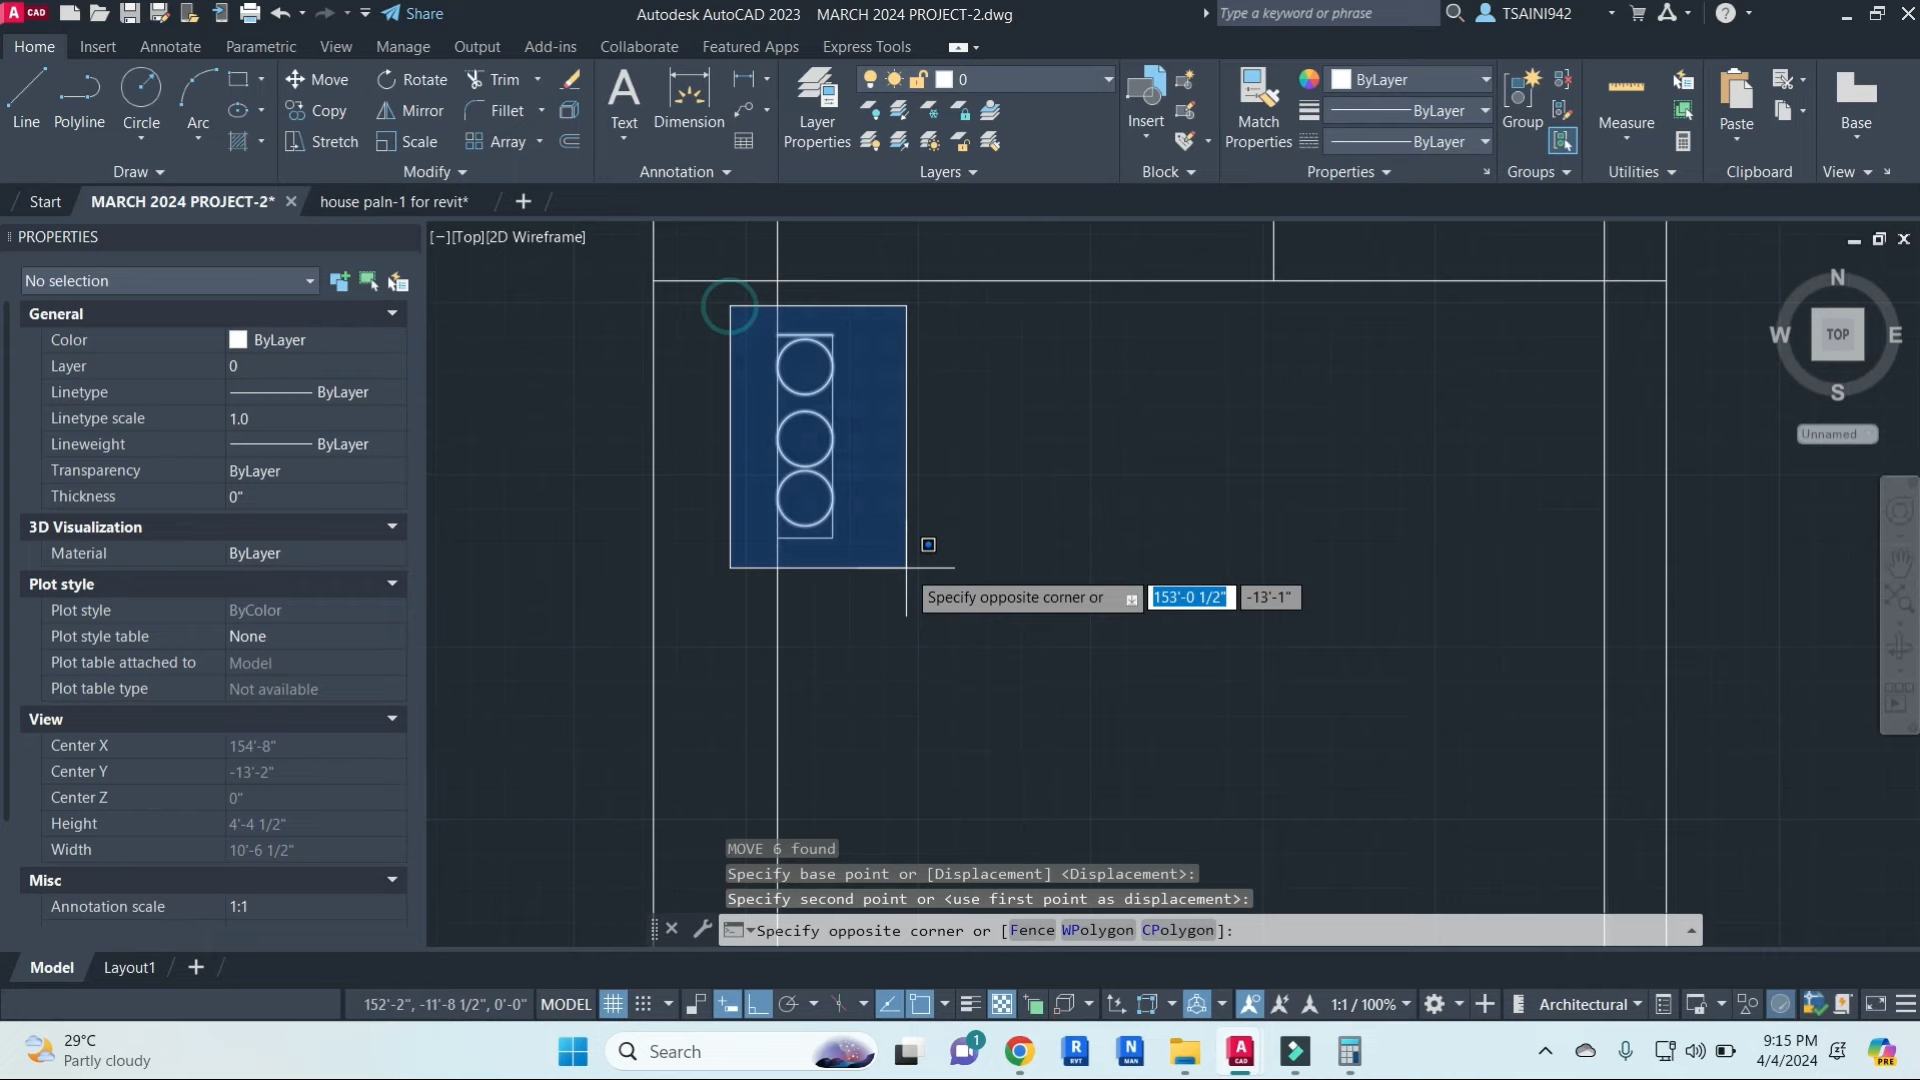 CAD
Share
Autodesk AutoCAD 2023 MARCH 2024 PROJECT-2.dwg
Type a keyword or phrase
TSAINI942
Home Insert Annotate Parametric View Manage Output Add-ins Collaborate Featured Apps Express Tools
Line Polyline Circle Arc
Move Rotate Trim
Copy Mirror Fillet
Stretch Scale Array
Text Dimension
Layer Properties
0
Insert
Match Properties
ByLayer
ByLayer
ByLayer
Group
Measure
Paste
Base
Draw Modify Annotation Layers Block Properties Groups Utilities Clipboard View
Start MARCH 2024 PROJECT-2* house paln-1 for revit*
PROPERTIES
[−][Top][2D Wireframe]
No selection
General
Color ByLayer
Layer 0
Linetype ByLayer
Linetype scale 1.0
Lineweight ByLayer
Transparency ByLayer
Thickness 0"
3D Visualization
Material ByLayer
Plot style
Plot style ByColor
Plot style table None
Plot table attached to Model
Plot table type Not available
View
Center X 154'-8"
Center Y -13'-2"
Center Z 0"
Height 4'-4 1/2"
Width 10'-6 1/2"
Misc
Annotation scale 1:1
N
W TOP E
S
Unnamed
Specify opposite corner or 153'-0 1/2" -13'-1"
MOVE 6 found
Specify base point or [Displacement] <Displacement>:
Specify second point or <use first point as displacement>:
Specify opposite corner or [Fence WPolygon CPolygon]:
Model Layout1
152'-2", -11'-8 1/2", 0'-0" MODEL 1:1 / 100% Architectural
29°C
Partly cloudy
Search
1
RVT
MAN
CAD
9:15 PM
4/4/2024
PRE